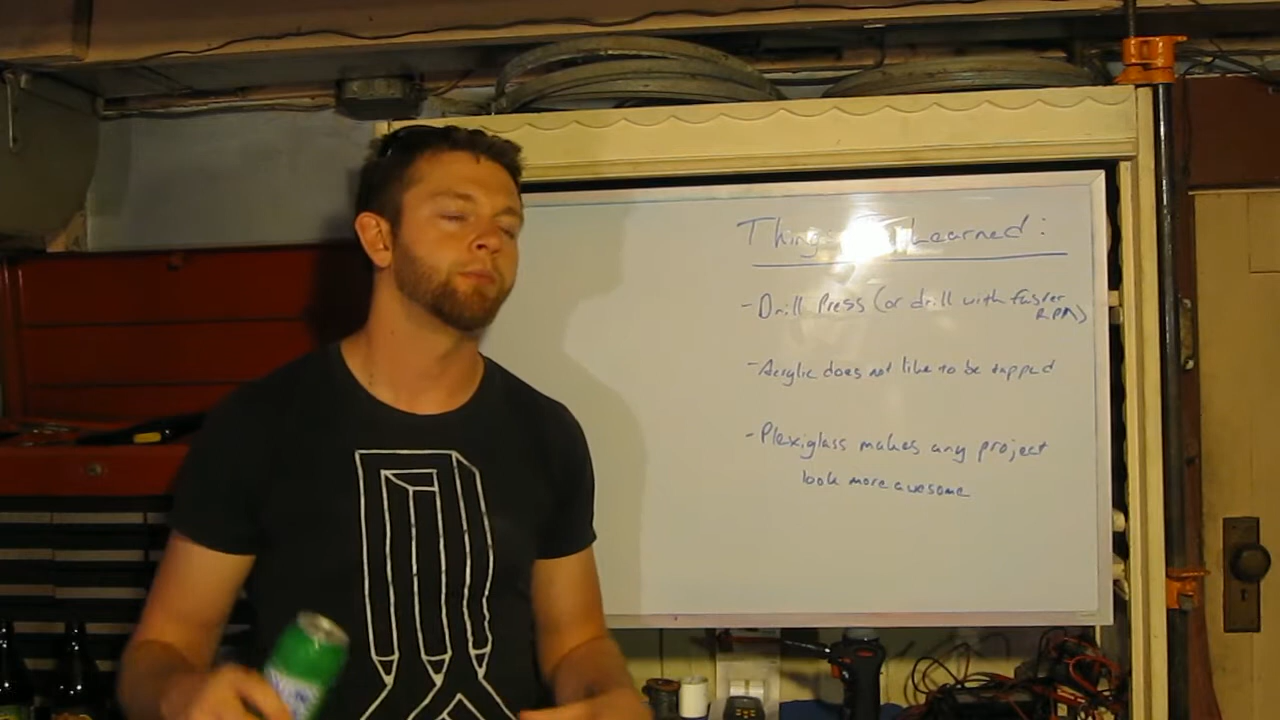 Things Learned:
- Drill Press (or drill with faster
RPM)
- Acrylic does not like to be tapped
- Plexiglass makes any project
look more awesome